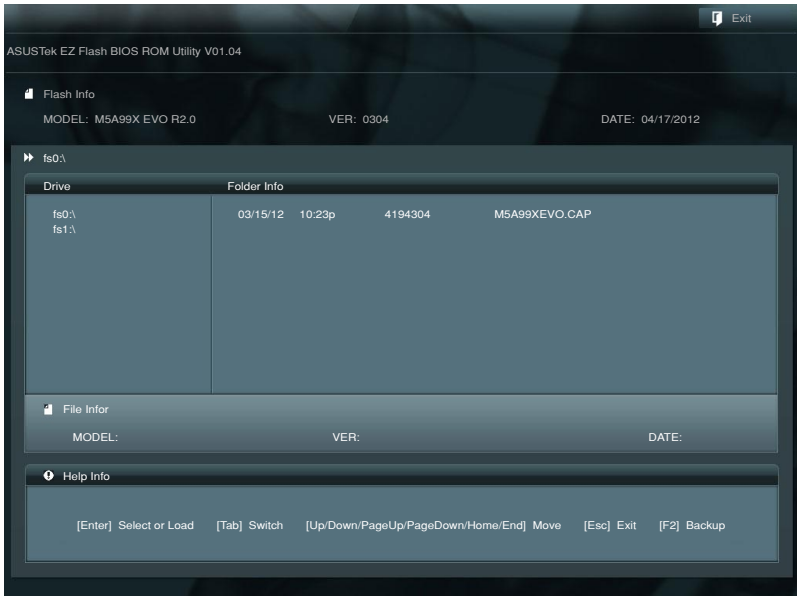 Exit
ASUSTek EZ Flash BIOS ROM Utility V01.04
Flash Info
MODEL: M5A99X EVO R2.0 VER: 0304 DATE: 04/17/2012
fs0:\
Drive Folder Info
fs0:\ 03/15/12 10:23p 4194304 M5A99XEVO.CAP
fs1:\
File Infor
MODEL: VER: DATE:
Help Info
[Enter] Select or Load [Tab] Switch [Up/Down/PageUp/PageDown/Home/End] Move [Esc] Exit [F2] Backup